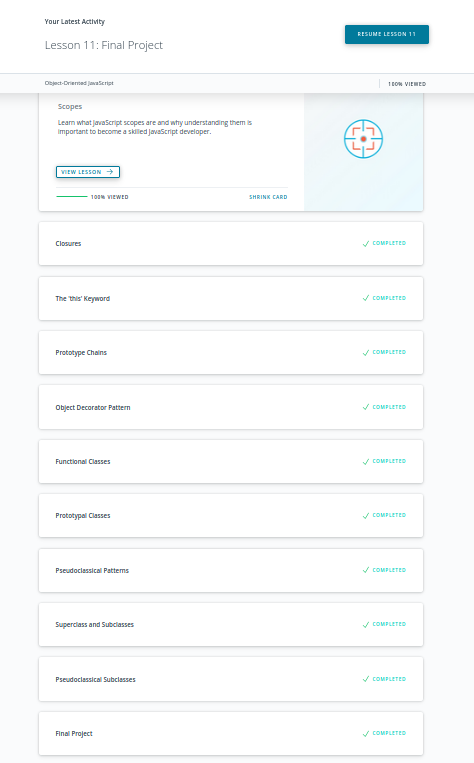 Your Latest Activity
Lesson 11: Final Project
RESUME LESSON 11
Object-Oriented JavaScript
100% VIEWED
Scopes
Learn what JavaScript scopes are and why understanding them is
important to become a skilled JavaScript developer.
VIEW LESSON
100% VIEWED
SHRINK CARD
Closures
COMPLETED
The 'this' Keyword
COMPLETED
Prototype Chains
COMPLETED
Object Decorator Pattern
COMPLETED
Functional Classes
COMPLETED
Prototypal Classes
COMPLETED
Pseudoclassical Patterns
COMPLETED
Superclass and Subclasses
COMPLETED
Pseudoclassical Subclasses
COMPLETED
Final Project
COMPLETED